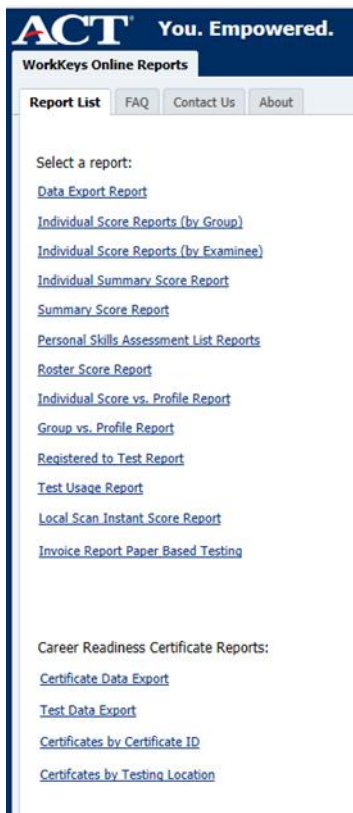 ACT® You. Empowered.
WorkKeys Online Reports
Report List FAQ Contact Us About
Select a report:
Data Export Report
Individual Score Reports (by Group)
Individual Score Reports (by Examinee)
Individual Summary Score Report
Summary Score Report
Personal Skills Assessment List Reports
Roster Score Report
Individual Score vs. Profile Report
Group vs. Profile Report
Registered to Test Report
Test Usage Report
Local Scan Instant Score Report
Invoice Report Paper Based Testing
Career Readiness Certificate Reports:
Certificate Data Export
Test Data Export
Certificates by Certificate ID
Certifcates by Testing Location